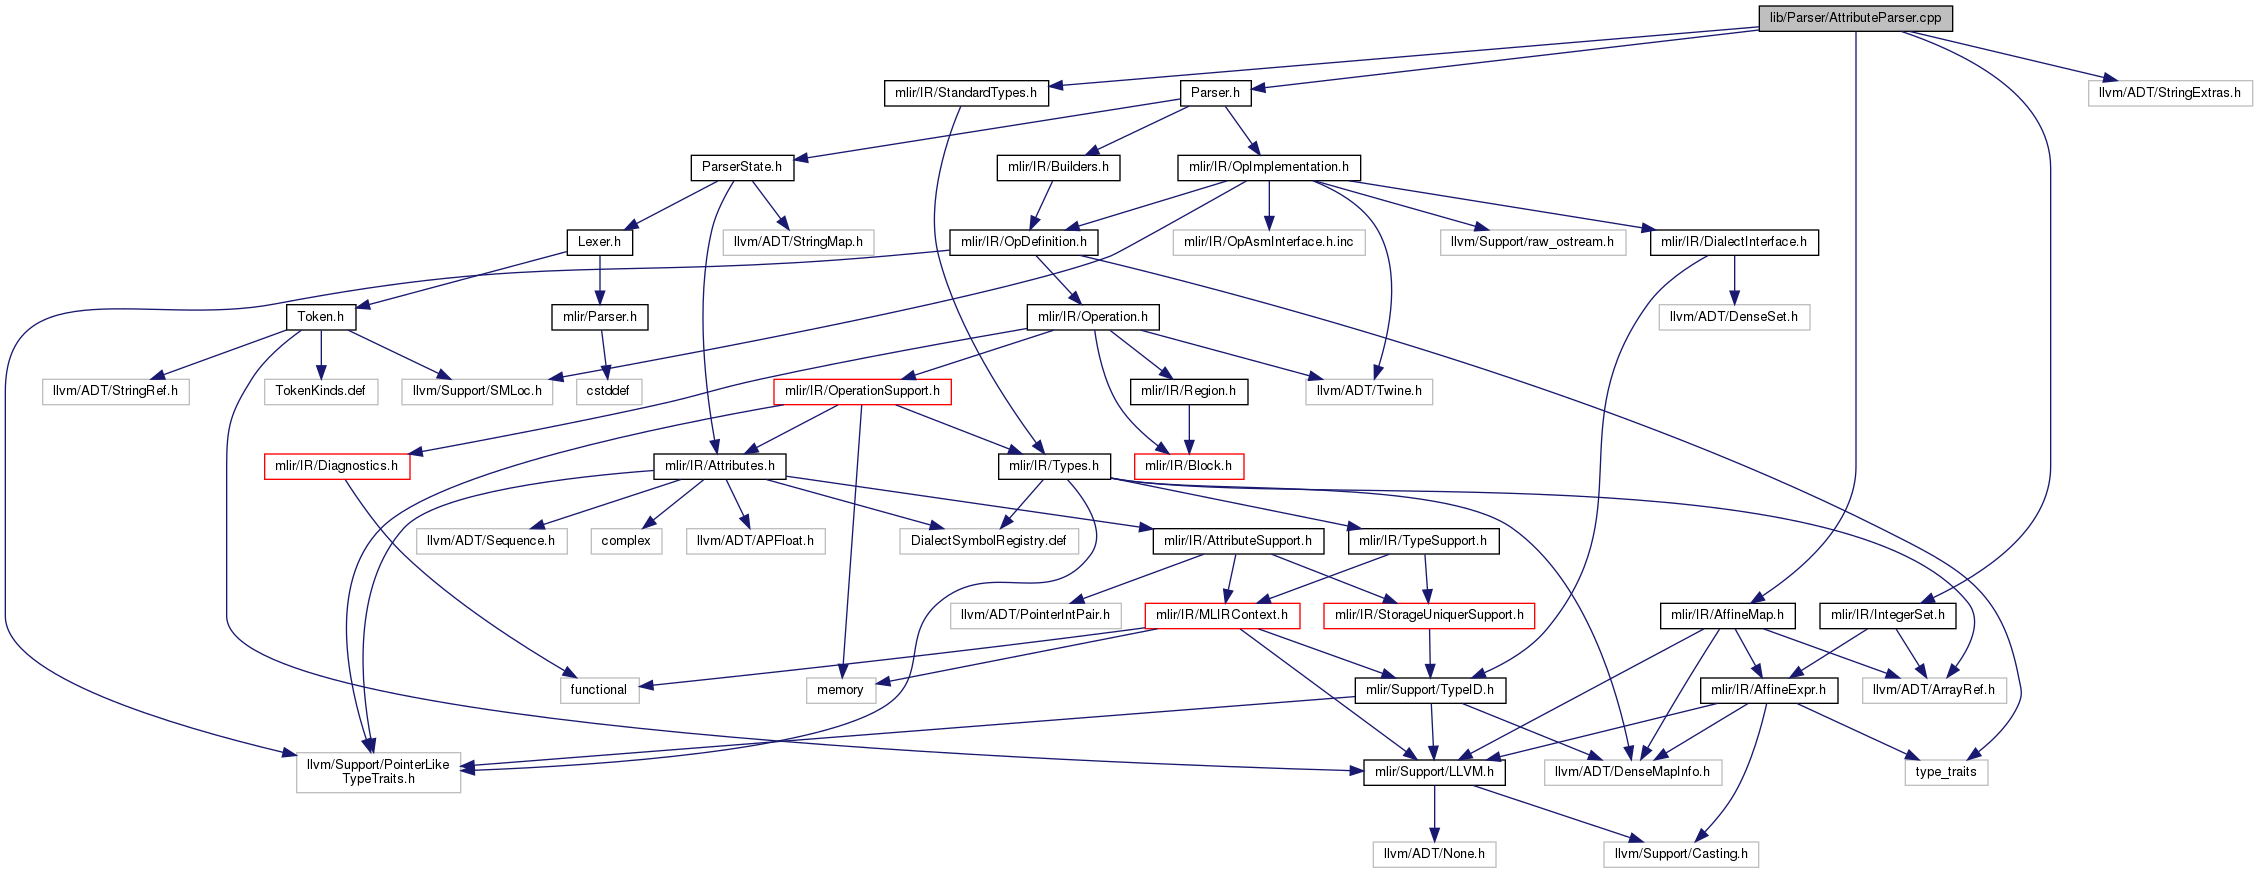 lib/Parser/AttributeParser.cpp
mlir/IR/StandardTypes.h
Parser.h
llvm/ADT/StringExtras.h
ParserState.h
mlir/IR/Builders.h
mlir/IR/OpImplementation.h
Lexer.h
llvm/ADT/StringMap.h
mlir/IR/OpDefinition.h
mlir/IR/OpAsmInterface.h.inc
llvm/Support/raw_ostream.h
mlir/IR/DialectInterface.h
Token.h
mlir/Parser.h
mlir/IR/Operation.h
llvm/ADT/DenseSet.h
llvm/ADT/StringRef.h
TokenKinds.def
llvm/Support/SMLoc.h
cstddef
mlir/IR/OperationSupport.h
mlir/IR/Region.h
llvm/ADT/Twine.h
mlir/IR/Diagnostics.h
mlir/IR/Attributes.h
mlir/IR/Types.h
mlir/IR/Block.h
llvm/ADT/Sequence.h
complex
llvm/ADT/APFloat.h
DialectSymbolRegistry.def
mlir/IR/AttributeSupport.h
mlir/IR/TypeSupport.h
llvm/ADT/PointerIntPair.h
mlir/IR/MLIRContext.h
mlir/IR/StorageUniquerSupport.h
mlir/IR/AffineMap.h
mlir/IR/IntegerSet.h
functional
memory
mlir/Support/TypeID.h
mlir/IR/AffineExpr.h
llvm/ADT/ArrayRef.h
llvm/Support/PointerLike
TypeTraits.h
mlir/Support/LLVM.h
llvm/ADT/DenseMapInfo.h
type_traits
llvm/ADT/None.h
llvm/Support/Casting.h